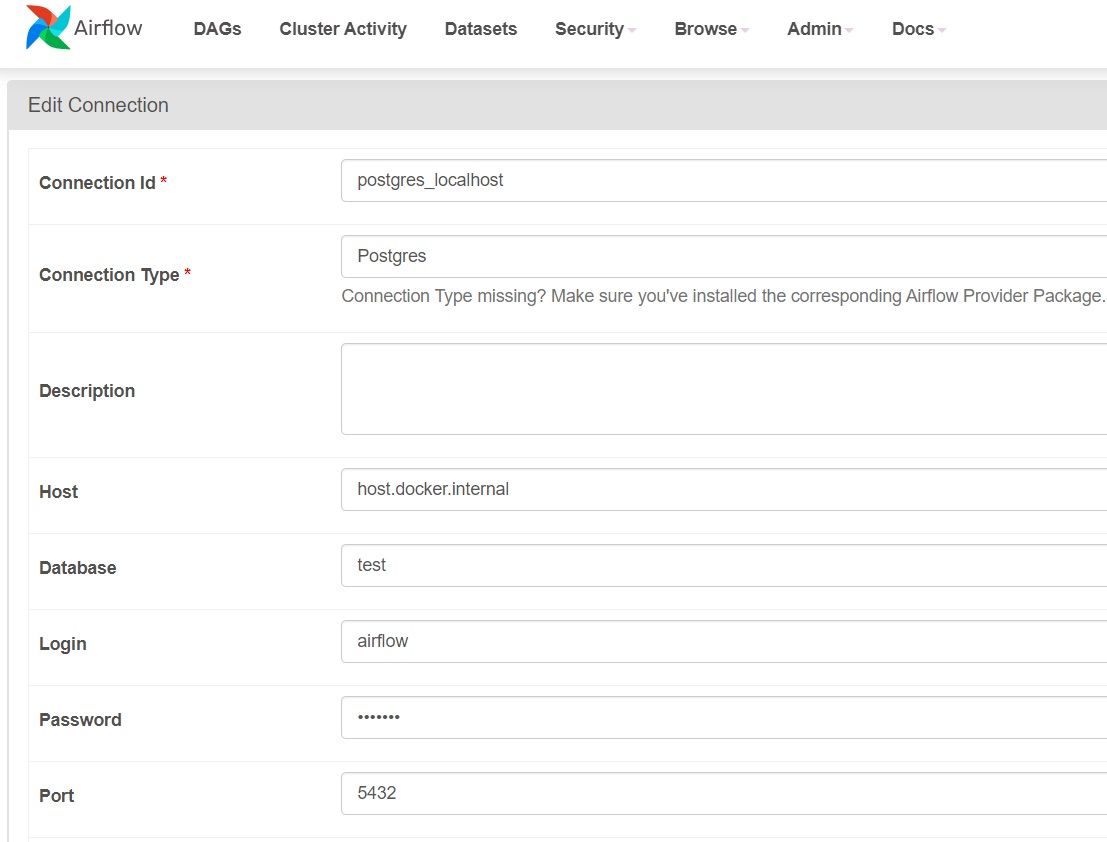 Airflow DAGs Cluster Activity Datasets Security Browse Admin Docs
Edit Connection
Connection Id * postgres_localhost
Connection Type * Postgres
Connection Type missing? Make sure you've installed the corresponding Airflow Provider Package.
Description
Host host.docker.internal
Database test
Login airflow
Password •••••••
Port 5432